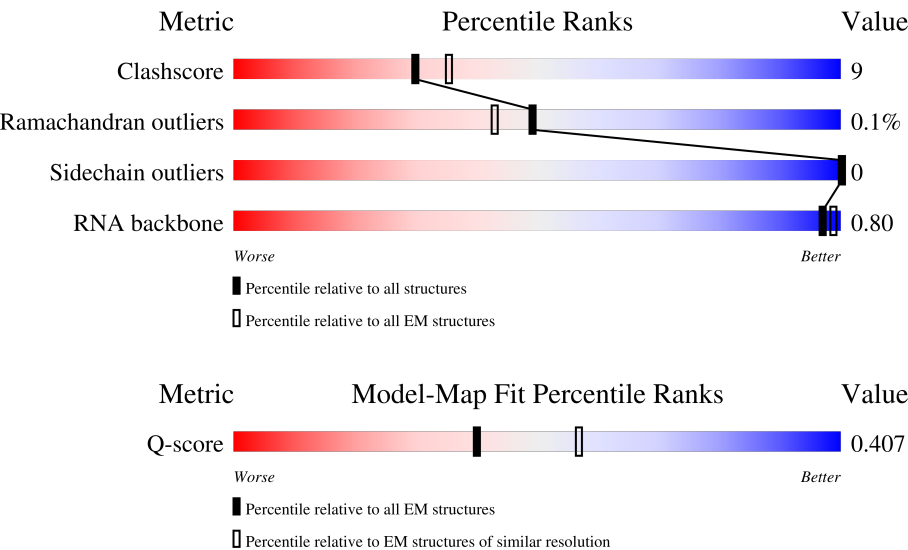 Metric Percentile Ranks Value
Clashscore 9
Ramachandran outliers 0.1%
Sidechain outliers 0
RNA backbone 0.80
Worse Better
Percentile relative to all structures
Percentile relative to all EM structures
Metric Model-Map Fit Percentile Ranks Value
Q-score 0.407
Worse Better
Percentile relative to all EM structures
Percentile relative to EM structures of similar resolution